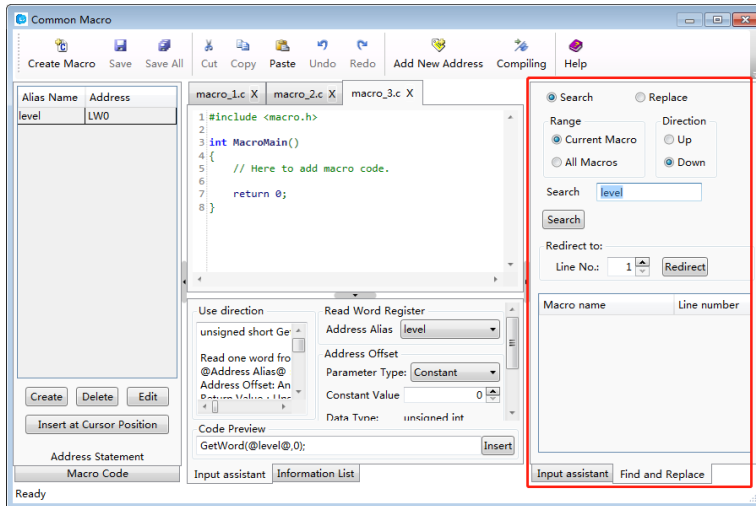 Common Macro
Create Macro Save Save All Cut Copy Paste Undo Redo Add New Address Compiling Help
Alias Name Address
level LW0
Create Delete Edit
Insert at Cursor Position
Address Statement
Macro Code
Ready
macro_1.c X macro_2.c X macro_3.c X
1 #include <macro.h>
2
3 int MacroMain()
4 {
5 // Here to add macro code.
6
7 return 0;
8 }
Use direction
unsigned short Ge
Read one word fro
@Address Alias@
Address Offset: An
Return Value : Uns
Read Word Register
Address Alias level
Address Offset
Parameter Type: Constant
Constant Value 0
Data Type: unsigned int
Code Preview
GetWord(@level@,0); Insert
Input assistant Information List
Search Replace
Range Direction
Current Macro Up
All Macros Down
Search level
Search
Redirect to:
Line No.: 1 Redirect
Macro name Line number
Input assistant Find and Replace